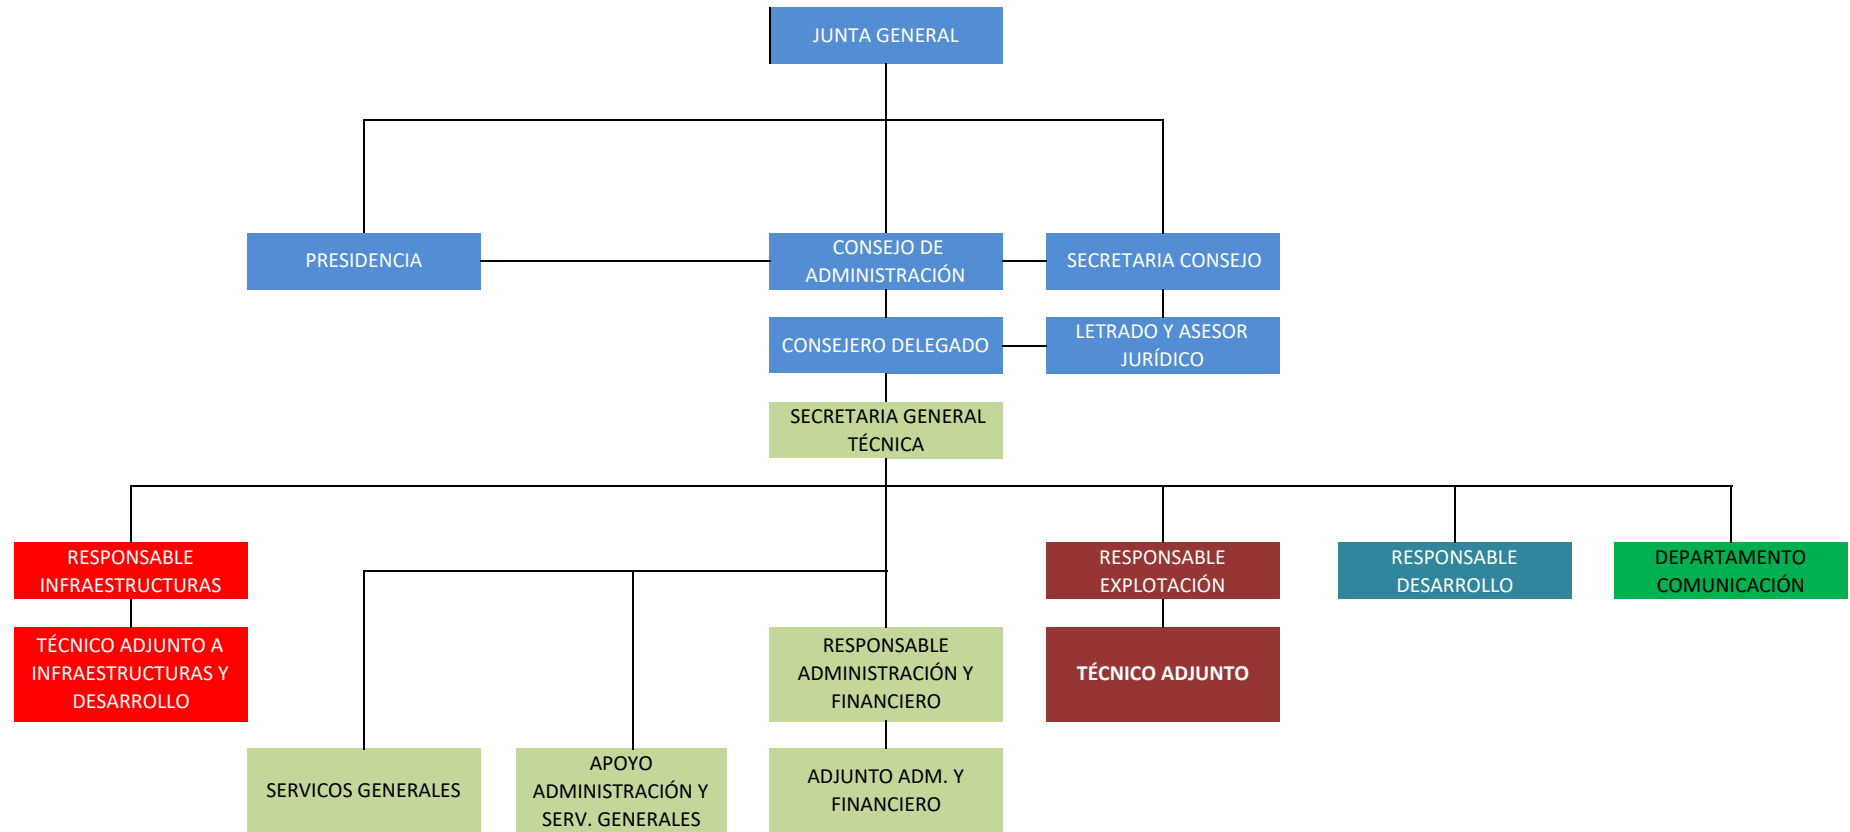 JUNTA GENERAL
PRESIDENCIA
CONSEJO DE
ADMINISTRACIÓN
SECRETARIA CONSEJO
CONSEJERO DELEGADO
LETRADO Y ASESOR
JURÍDICO
SECRETARIA GENERAL
TÉCNICA
RESPONSABLE
INFRAESTRUCTURAS
RESPONSABLE
EXPLOTACIÓN
RESPONSABLE
DESARROLLO
DEPARTAMENTO
COMUNICACIÓN
TÉCNICO ADJUNTO A
INFRAESTRUCTURAS Y
DESARROLLO
RESPONSABLE
ADMINISTRACIÓN Y
FINANCIERO
TÉCNICO ADJUNTO
SERVICOS GENERALES
APOYO
ADMINISTRACIÓN Y
SERV. GENERALES
ADJUNTO ADM. Y
FINANCIERO